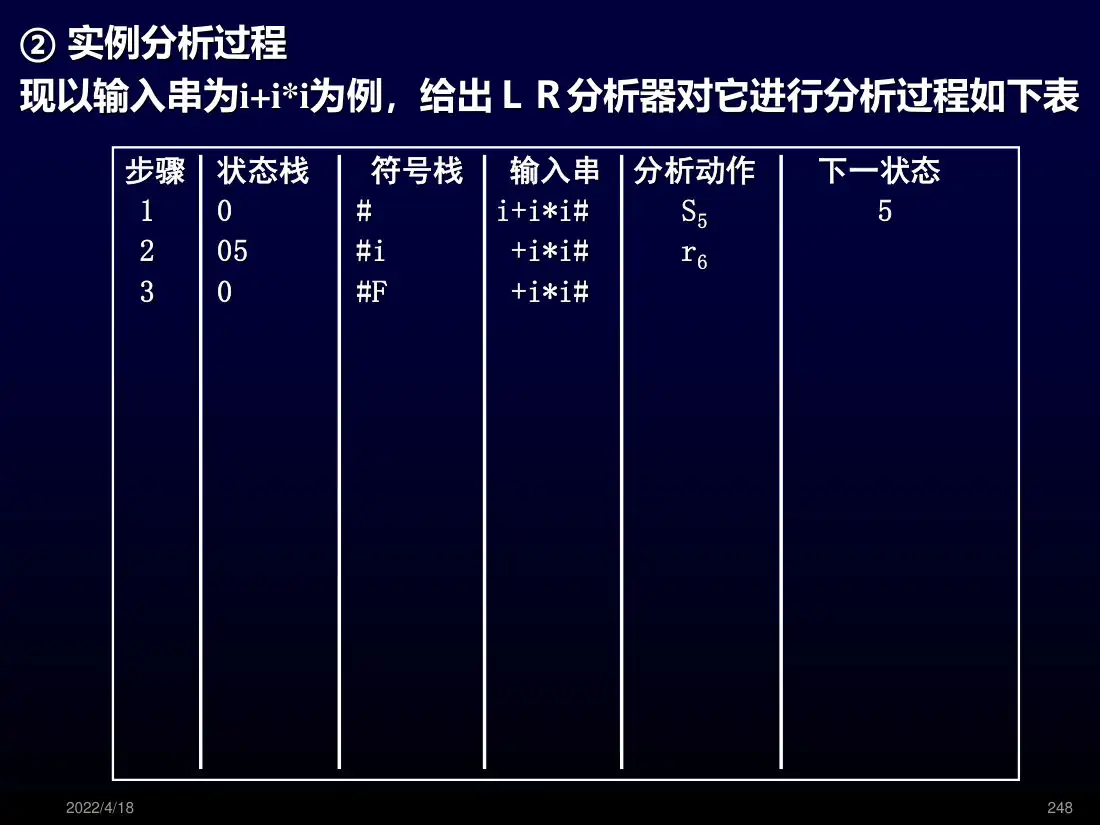 ② 实例分析过程
现以输入串为i+i*i为例，给出ＬＲ分析器对它进行分析过程如下表
步骤 状态栈 符号栈 输入串 分析动作 下一状态
1 0 # i+i*i# S5 5
2 05 #i +i*i# r6
3 0 #F +i*i#
2022/4/18 248